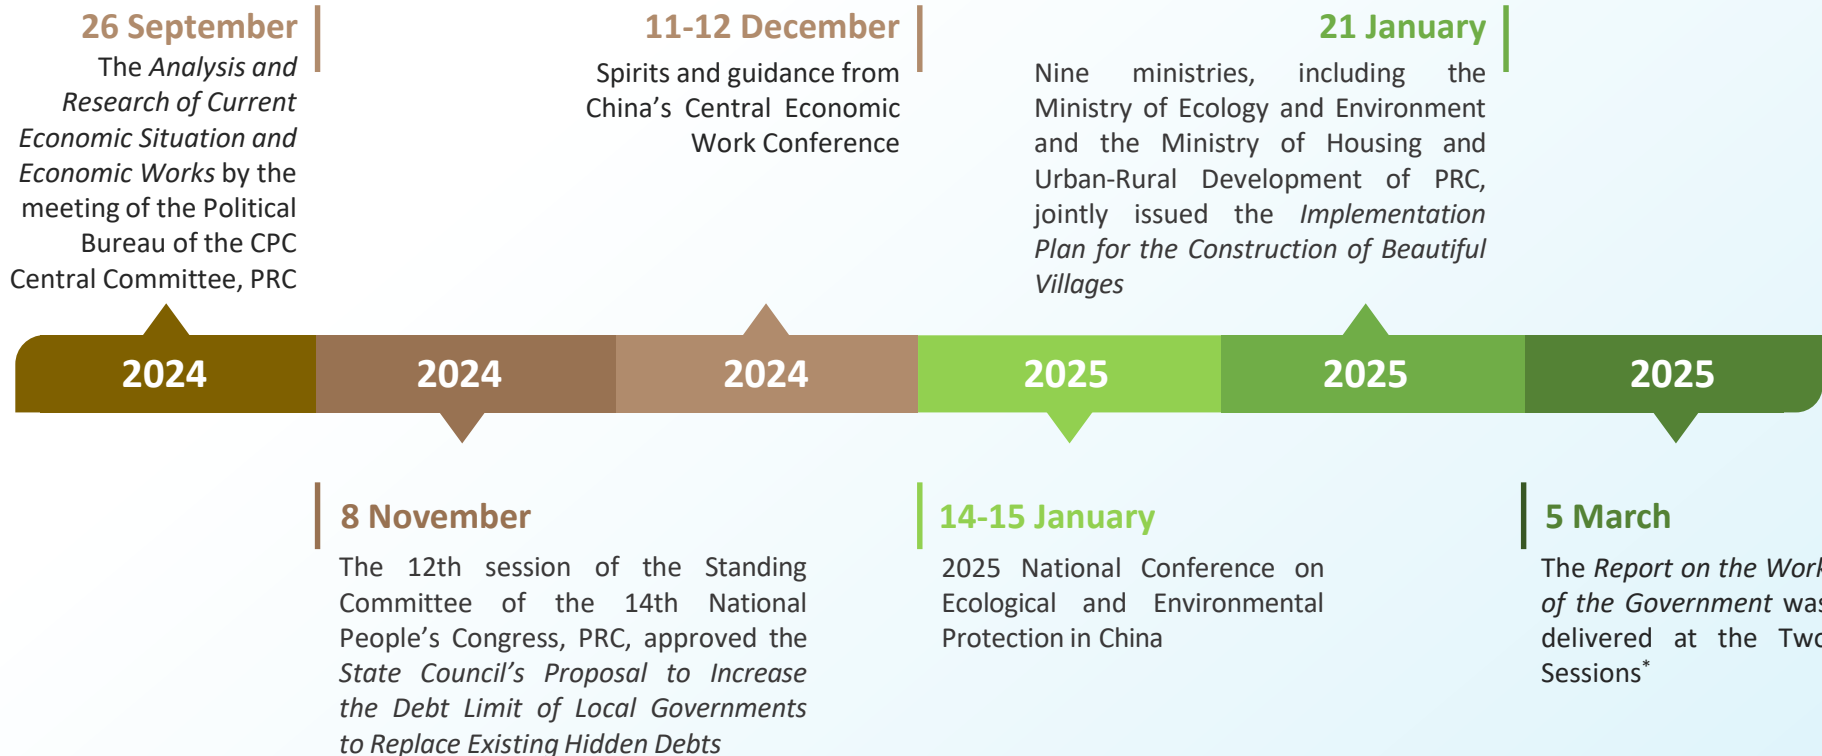 26 September
The Analysis and
Research of Current
Economic Situation and
Economic Works by the
meeting of the Political
Bureau of the CPC
Central Committee, PRC
11-12 December
Spirits and guidance from
China’s Central Economic
Work Conference
21 January
Nine ministries, including the
Ministry of Ecology and Environment
and the Ministry of Housing and
Urban-Rural Development of PRC,
jointly issued the Implementation
Plan for the Construction of Beautiful
Villages
2024 2024 2024 2025 2025 2025
8 November
The 12th session of the Standing
Committee of the 14th National
People’s Congress, PRC, approved the
State Council’s Proposal to Increase
the Debt Limit of Local Governments
to Replace Existing Hidden Debts
14-15 January
2025 National Conference on
Ecological and Environmental
Protection in China
5 March
The Report on the Work
of the Government was
delivered at the Two
Sessions*